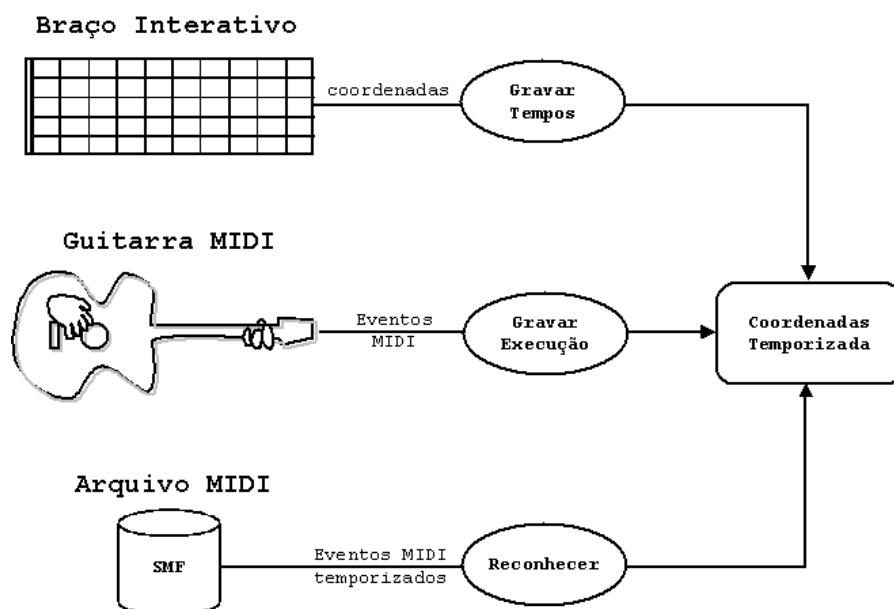 Braço Interativo
coordenadas
Gravar
Tempos
Guitarra MIDI
Eventos
MIDI
Gravar
Execução
Coordenadas
Temporizada
Arquivo MIDI
SMF
Eventos MIDI
temporizados
Reconhecer